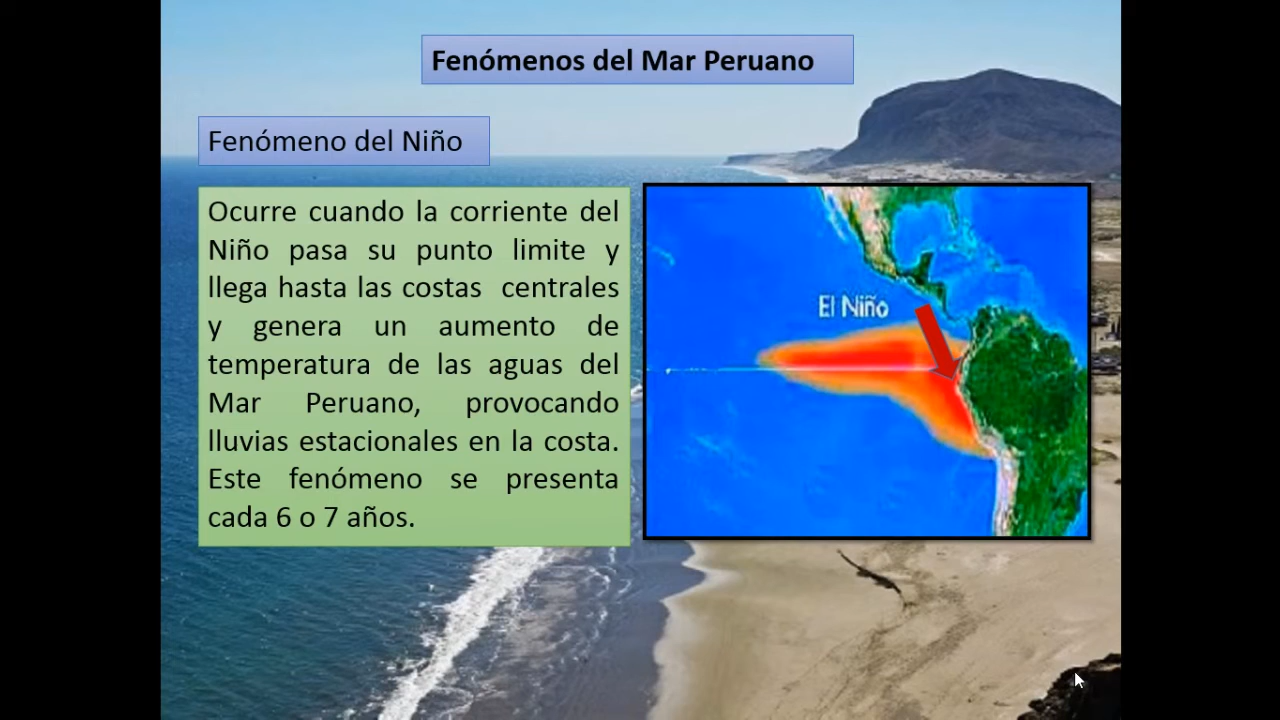 Fenómenos del Mar Peruano
Fenómeno del Niño
Ocurre cuando la corriente del
Niño pasa su punto limite y
llega hasta las costas centrales
y genera un aumento de
temperatura de las aguas del
Mar Peruano, provocando
lluvias estacionales en la costa.
Este fenómeno se presenta
cada 6 o 7 años.
El Niño